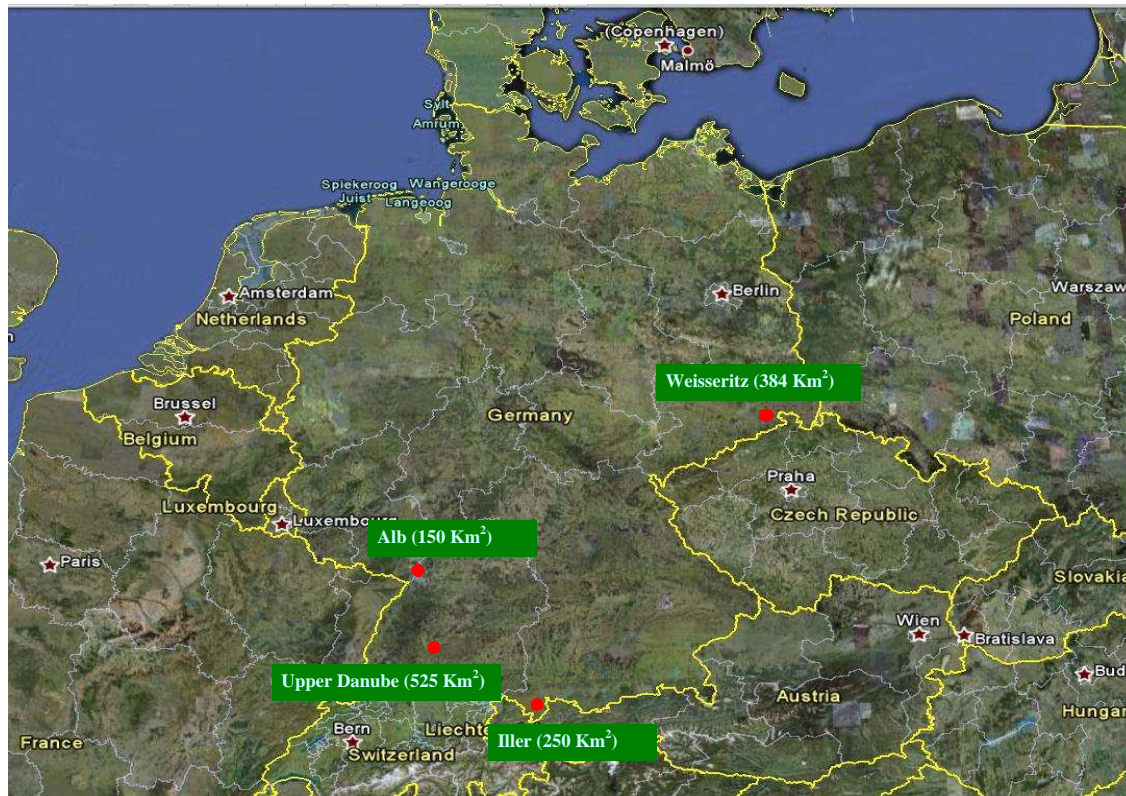 (Copenhagen)
Malmö
Sylt
Amrum
Spiekeroog Wangerooge
Juist Langeoog
Amsterdam
Netherlands
Berlin
Warszaw
Poland
Weisseritz (384 Km²)
Brussel
Belgium
Germany
Praha
Czech Republic
Luxembourg
Luxembourg
Alb (150 Km²)
Paris
Slovakia
Wien
Bratislava
Upper Danube (525 Km²)
Bud
Austria
Hungar
Bern
Liechte
Switzerland
France
Iller (250 Km²)